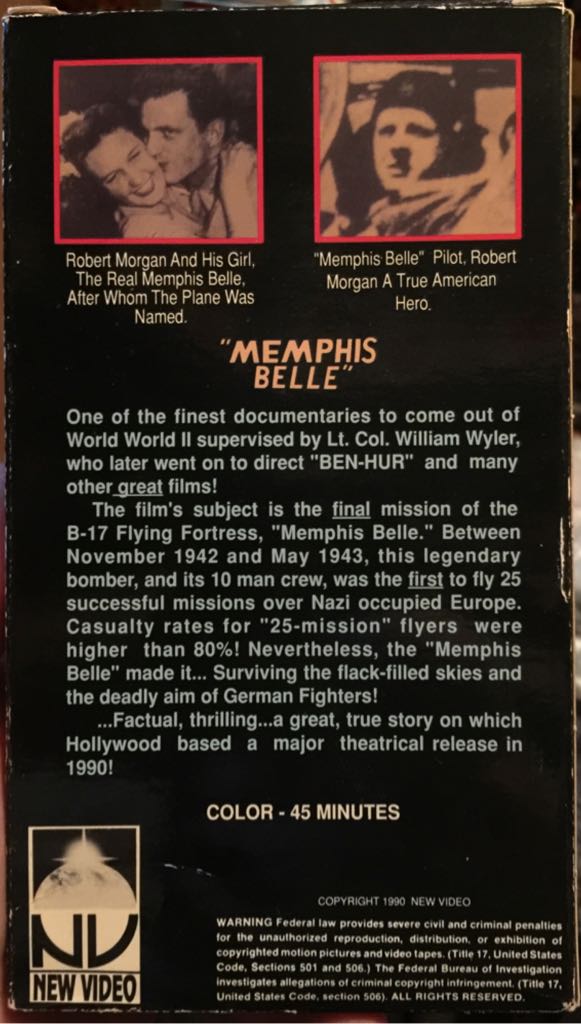 Robert Morgan And His Girl,
The Real Memphis Belle,
After Whom The Plane Was
Named.
"Memphis Belle" Pilot, Robert
Morgan A True American
Hero.
"MEMPHIS
BELLE"
One of the finest documentaries to come out of
World World II supervised by Lt. Col. William Wyler,
who later went on to direct "BEN-HUR" and many
other great films!
The film's subject is the final mission of the
B-17 Flying Fortress, "Memphis Belle." Between
November 1942 and May 1943, this legendary
bomber, and its 10 man crew, was the first to fly 25
successful missions over Nazi occupied Europe.
Casualty rates for "25-mission" flyers were
higher than 80%! Nevertheless, the "Memphis
Belle" made it... Surviving the flack-filled skies and
the deadly aim of German Fighters!
...Factual, thrilling...a great, true story on which
Hollywood based a major theatrical release in
1990!
COLOR - 45 MINUTES
COPYRIGHT 1990 NEW VIDEO
WARNING Federal law provides severe civil and criminal penalties
for the unauthorized reproduction, distribution, or exhibition of
copyrighted motion pictures and video tapes. (Title 17, United States
Code, Sections 501 and 506.) The Federal Bureau of Investigation
investigates allegations of criminal copyright infringement. (Title 17,
United States Code, section 506). ALL RIGHTS RESERVED.
NV
NEW VIDEO